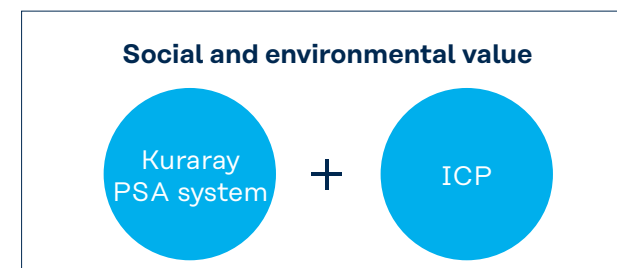 Social and environmental value
Kuraray
PSA system
+
ICP